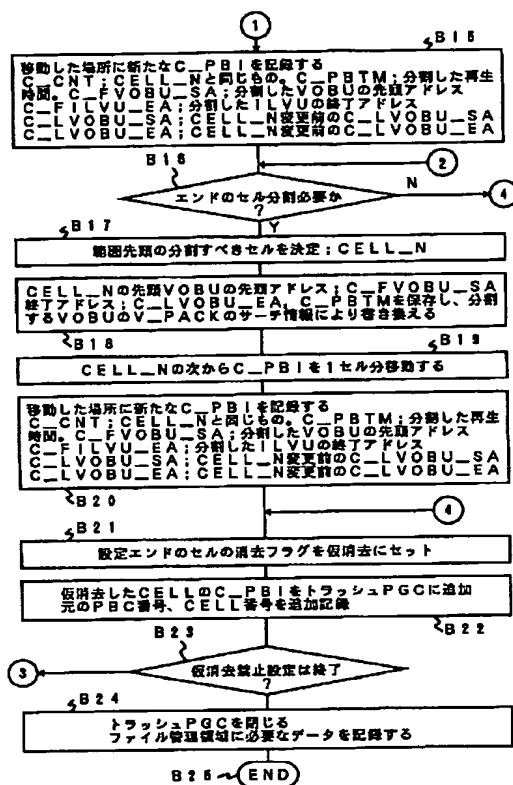 1
B15
移動した場所に新たなC_PBIを記録する
C_CNT;CELL_Nと同じもの。C_PBTM;分割した再生
時間。C_FVOBU_SA;分割したVOBUの先頭アドレス
C_FILVU_EA;分割したILVUの終了アドレス
C_LVOBU_SA;CELL_N変更前のC_LVOBU_SA
C_LVOBU_EA;CELL_N変更前のC_LVOBU_EA
2
B16
エンドのセル分割必要か
?
N
4
Y
B17
範囲先頭の分割すべきセルを決定;CELL_N
CELL_Nの先頭VOBUの先頭アドレス;C_FVOBU_SA
終了アドレス;C_LVOBU_EA,C_PBTMを保存し、分割
するVOBUのV_PACKのサーチ情報により書き換える
B18
B19
CELL_Nの次からC_PBIを1セル分移動する
移動した場所に新たなC_PBIを記録する
C_CNT;CELL_Nと同じもの。C_PBTM;分割した再生
時間。C_FVOBU_SA;分割したVOBUの先頭アドレス
C_FILVU_EA;分割したILVUの終了アドレス
C_LVOBU_SA;CELL_N変更前のC_LVOBU_SA
C_LVOBU_EA;CELL_N変更前のC_LVOBU_EA
B20
4
B21
設定エンドのセルの消去フラグを仮消去にセット
仮消去したCELLのC_PBIをトラッシュPGCに追加
元のPBC番号、CELL番号を追加記録
B22
B23
仮消去禁止設定は終了
?
3
B24
トラッシュPGCを閉じる
ファイル管理領域に必要なデータを記録する
B25
END